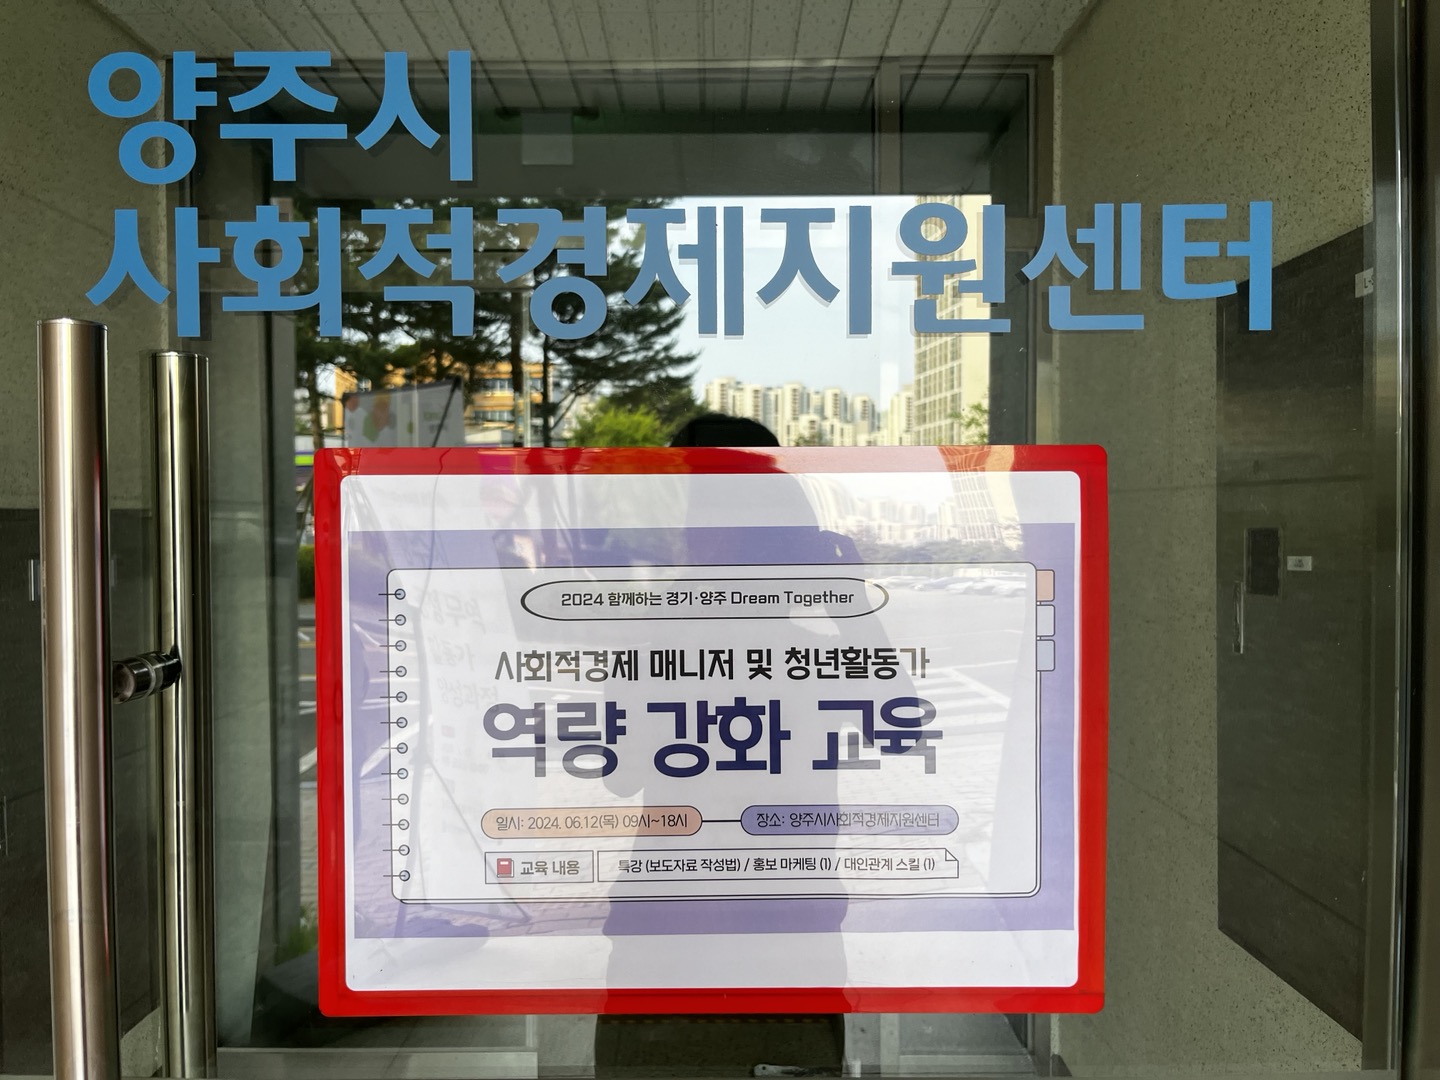 양주시
사회적경제지원센터
2024 함께하는 경기·양주 Dream Together
사회적경제 매니저 및 청년활동가
역량 강화 교육
일시: 2024. 06.12(목) 09시~18시
장소: 양주시사회적경제지원센터
교육 내용
특강 (보도자료 작성법) / 홍보 마케팅 (1) / 대인관계 스킬 (1)